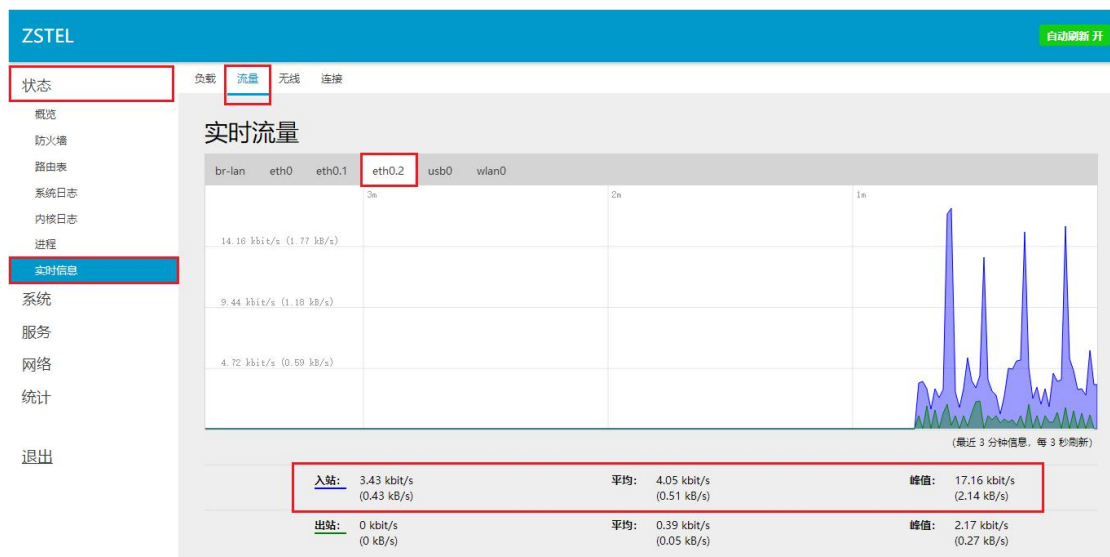 ZSTEL
自动刷新 开
状态
概览
防火墙
路由表
系统日志
内核日志
进程
实时信息
系统
服务
网络
统计
退出
负载 流量 无线 连接
实时流量
br-lan eth0 eth0.1 eth0.2 usb0 wlan0
3m 2m 1m
14.16 kbit/s (1.77 kB/s)
9.44 kbit/s (1.18 kB/s)
4.72 kbit/s (0.59 kB/s)
(最近 3 分钟信息, 每 3 秒刷新)
入站: 3.43 kbit/s 平均: 4.05 kbit/s 峰值: 17.16 kbit/s
(0.43 kB/s) (0.51 kB/s) (2.14 kB/s)
出站: 0 kbit/s 平均: 0.39 kbit/s 峰值: 2.17 kbit/s
(0 kB/s) (0.05 kB/s) (0.27 kB/s)